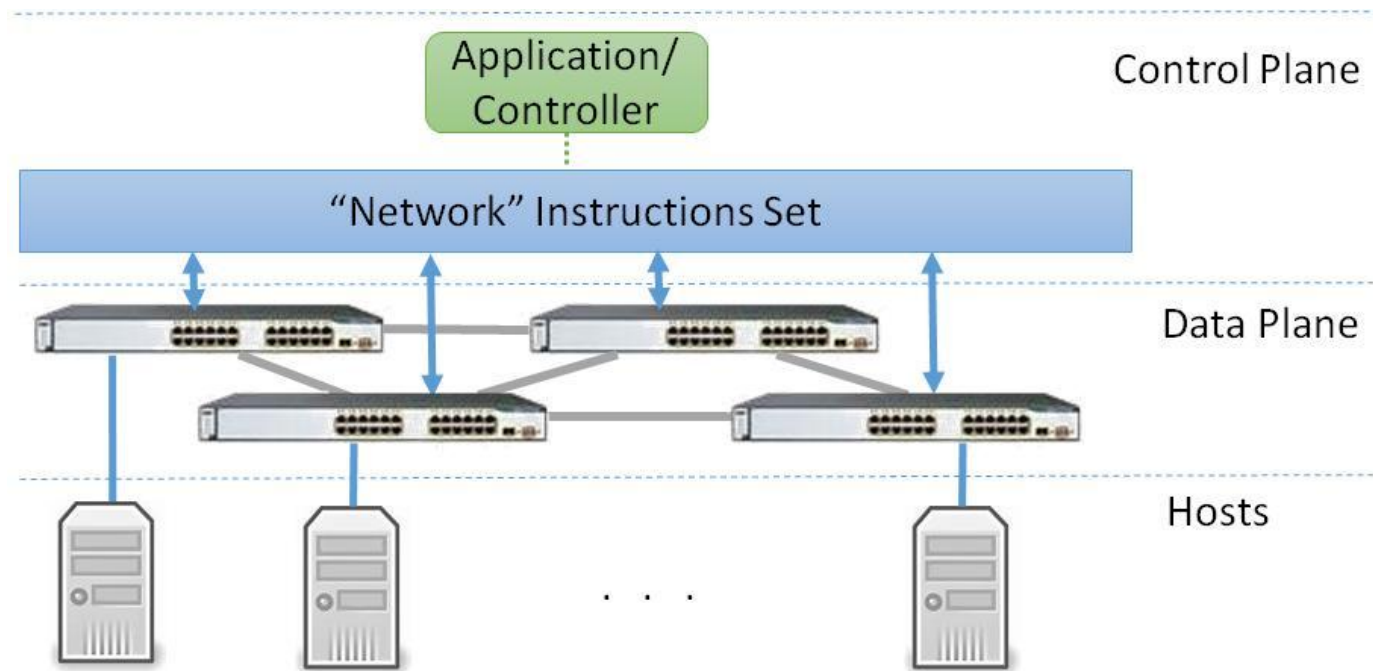 Application/
Controller
Control Plane
“Network” Instructions Set
Data Plane
Hosts
. . .